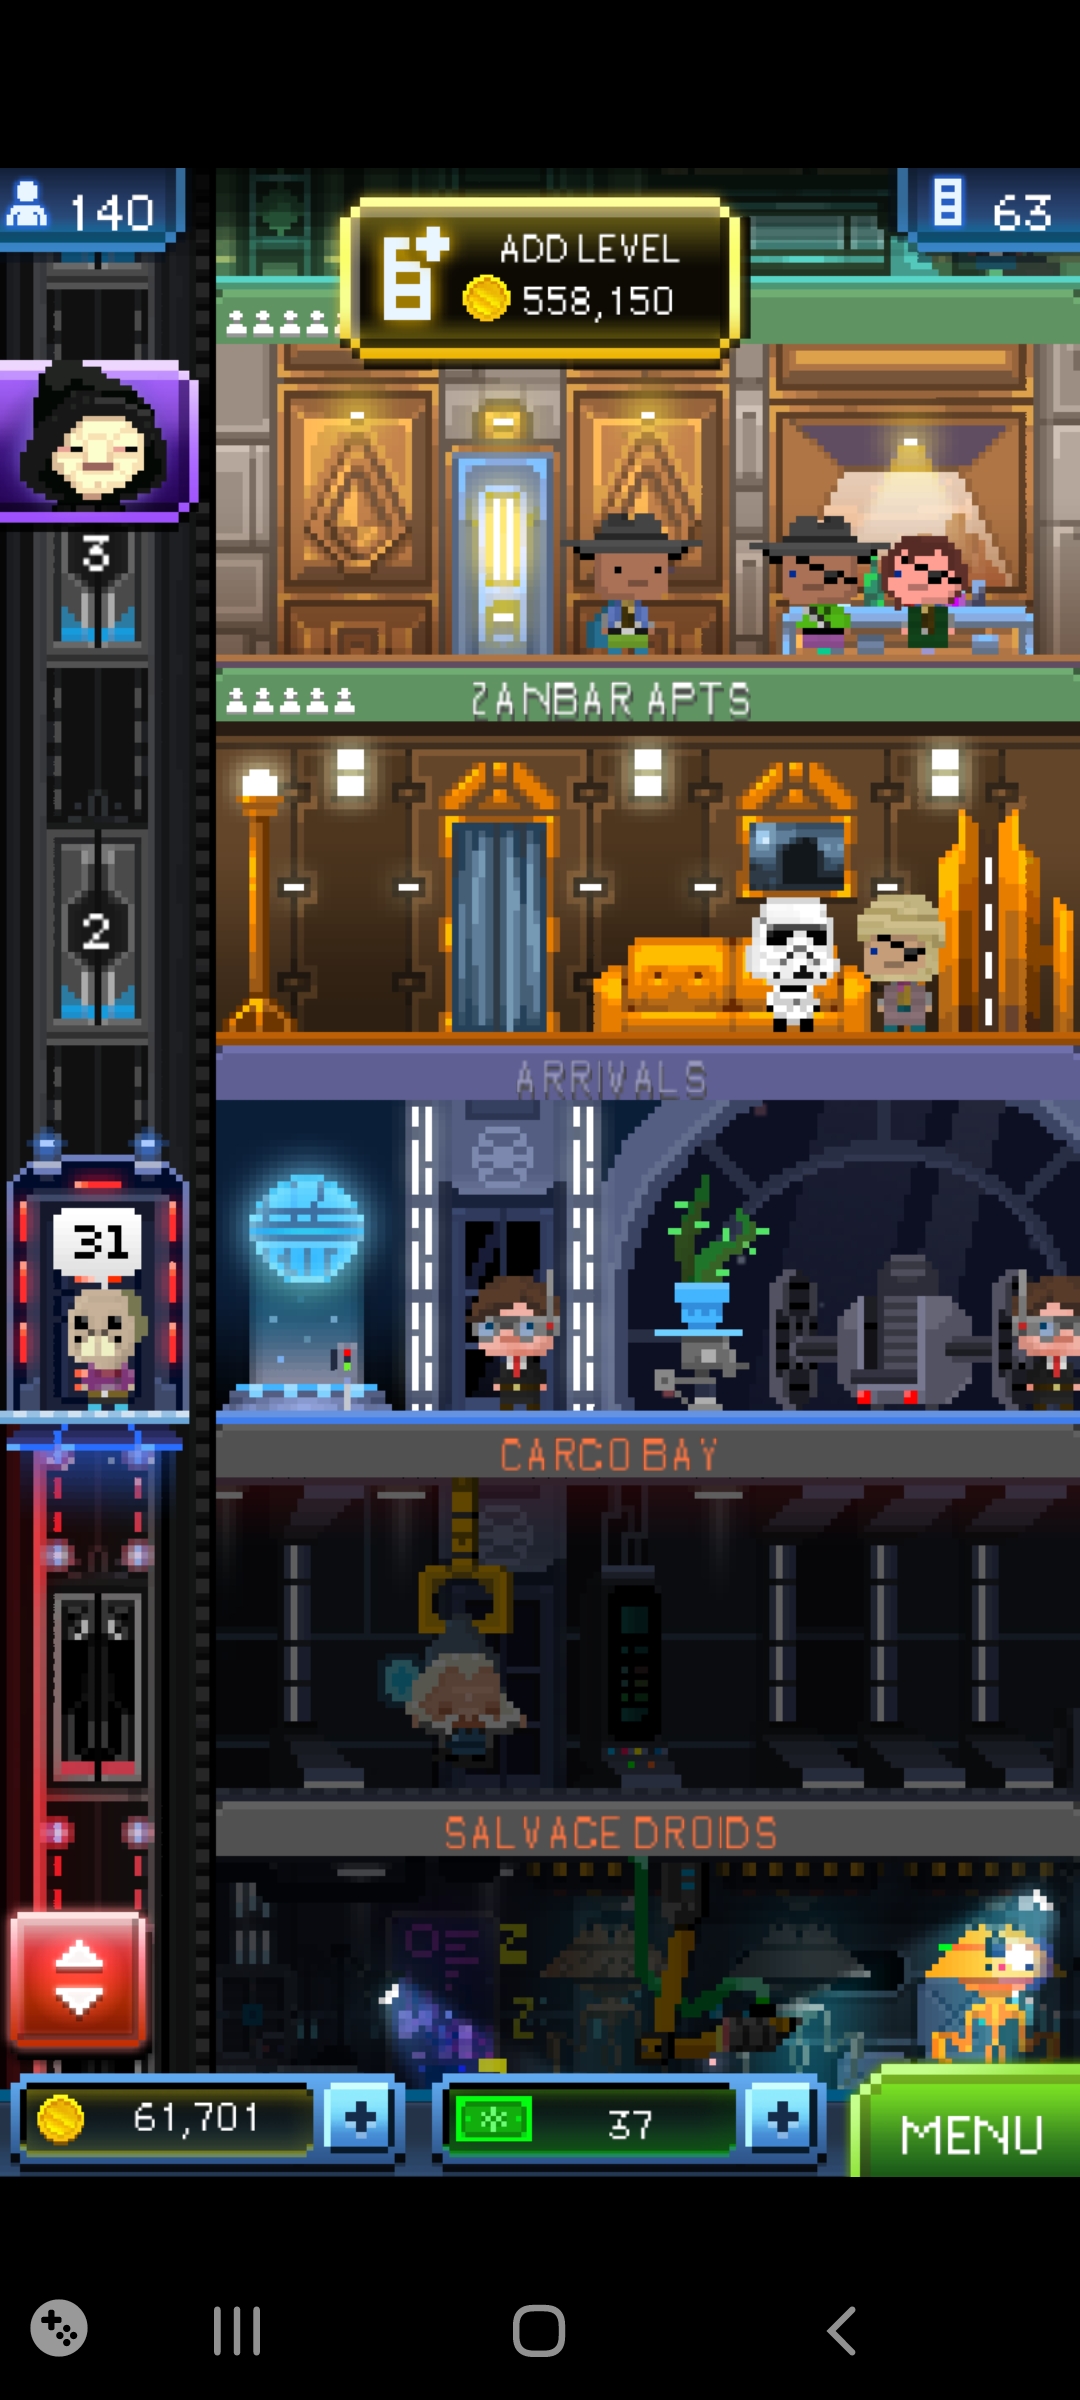 140
ADD LEVEL
558,150
63
3
ZANBAR APTS
2
ARRIVALS
31
CARGO BAY
SALVAGE DROIDS
61,701
37
MENU